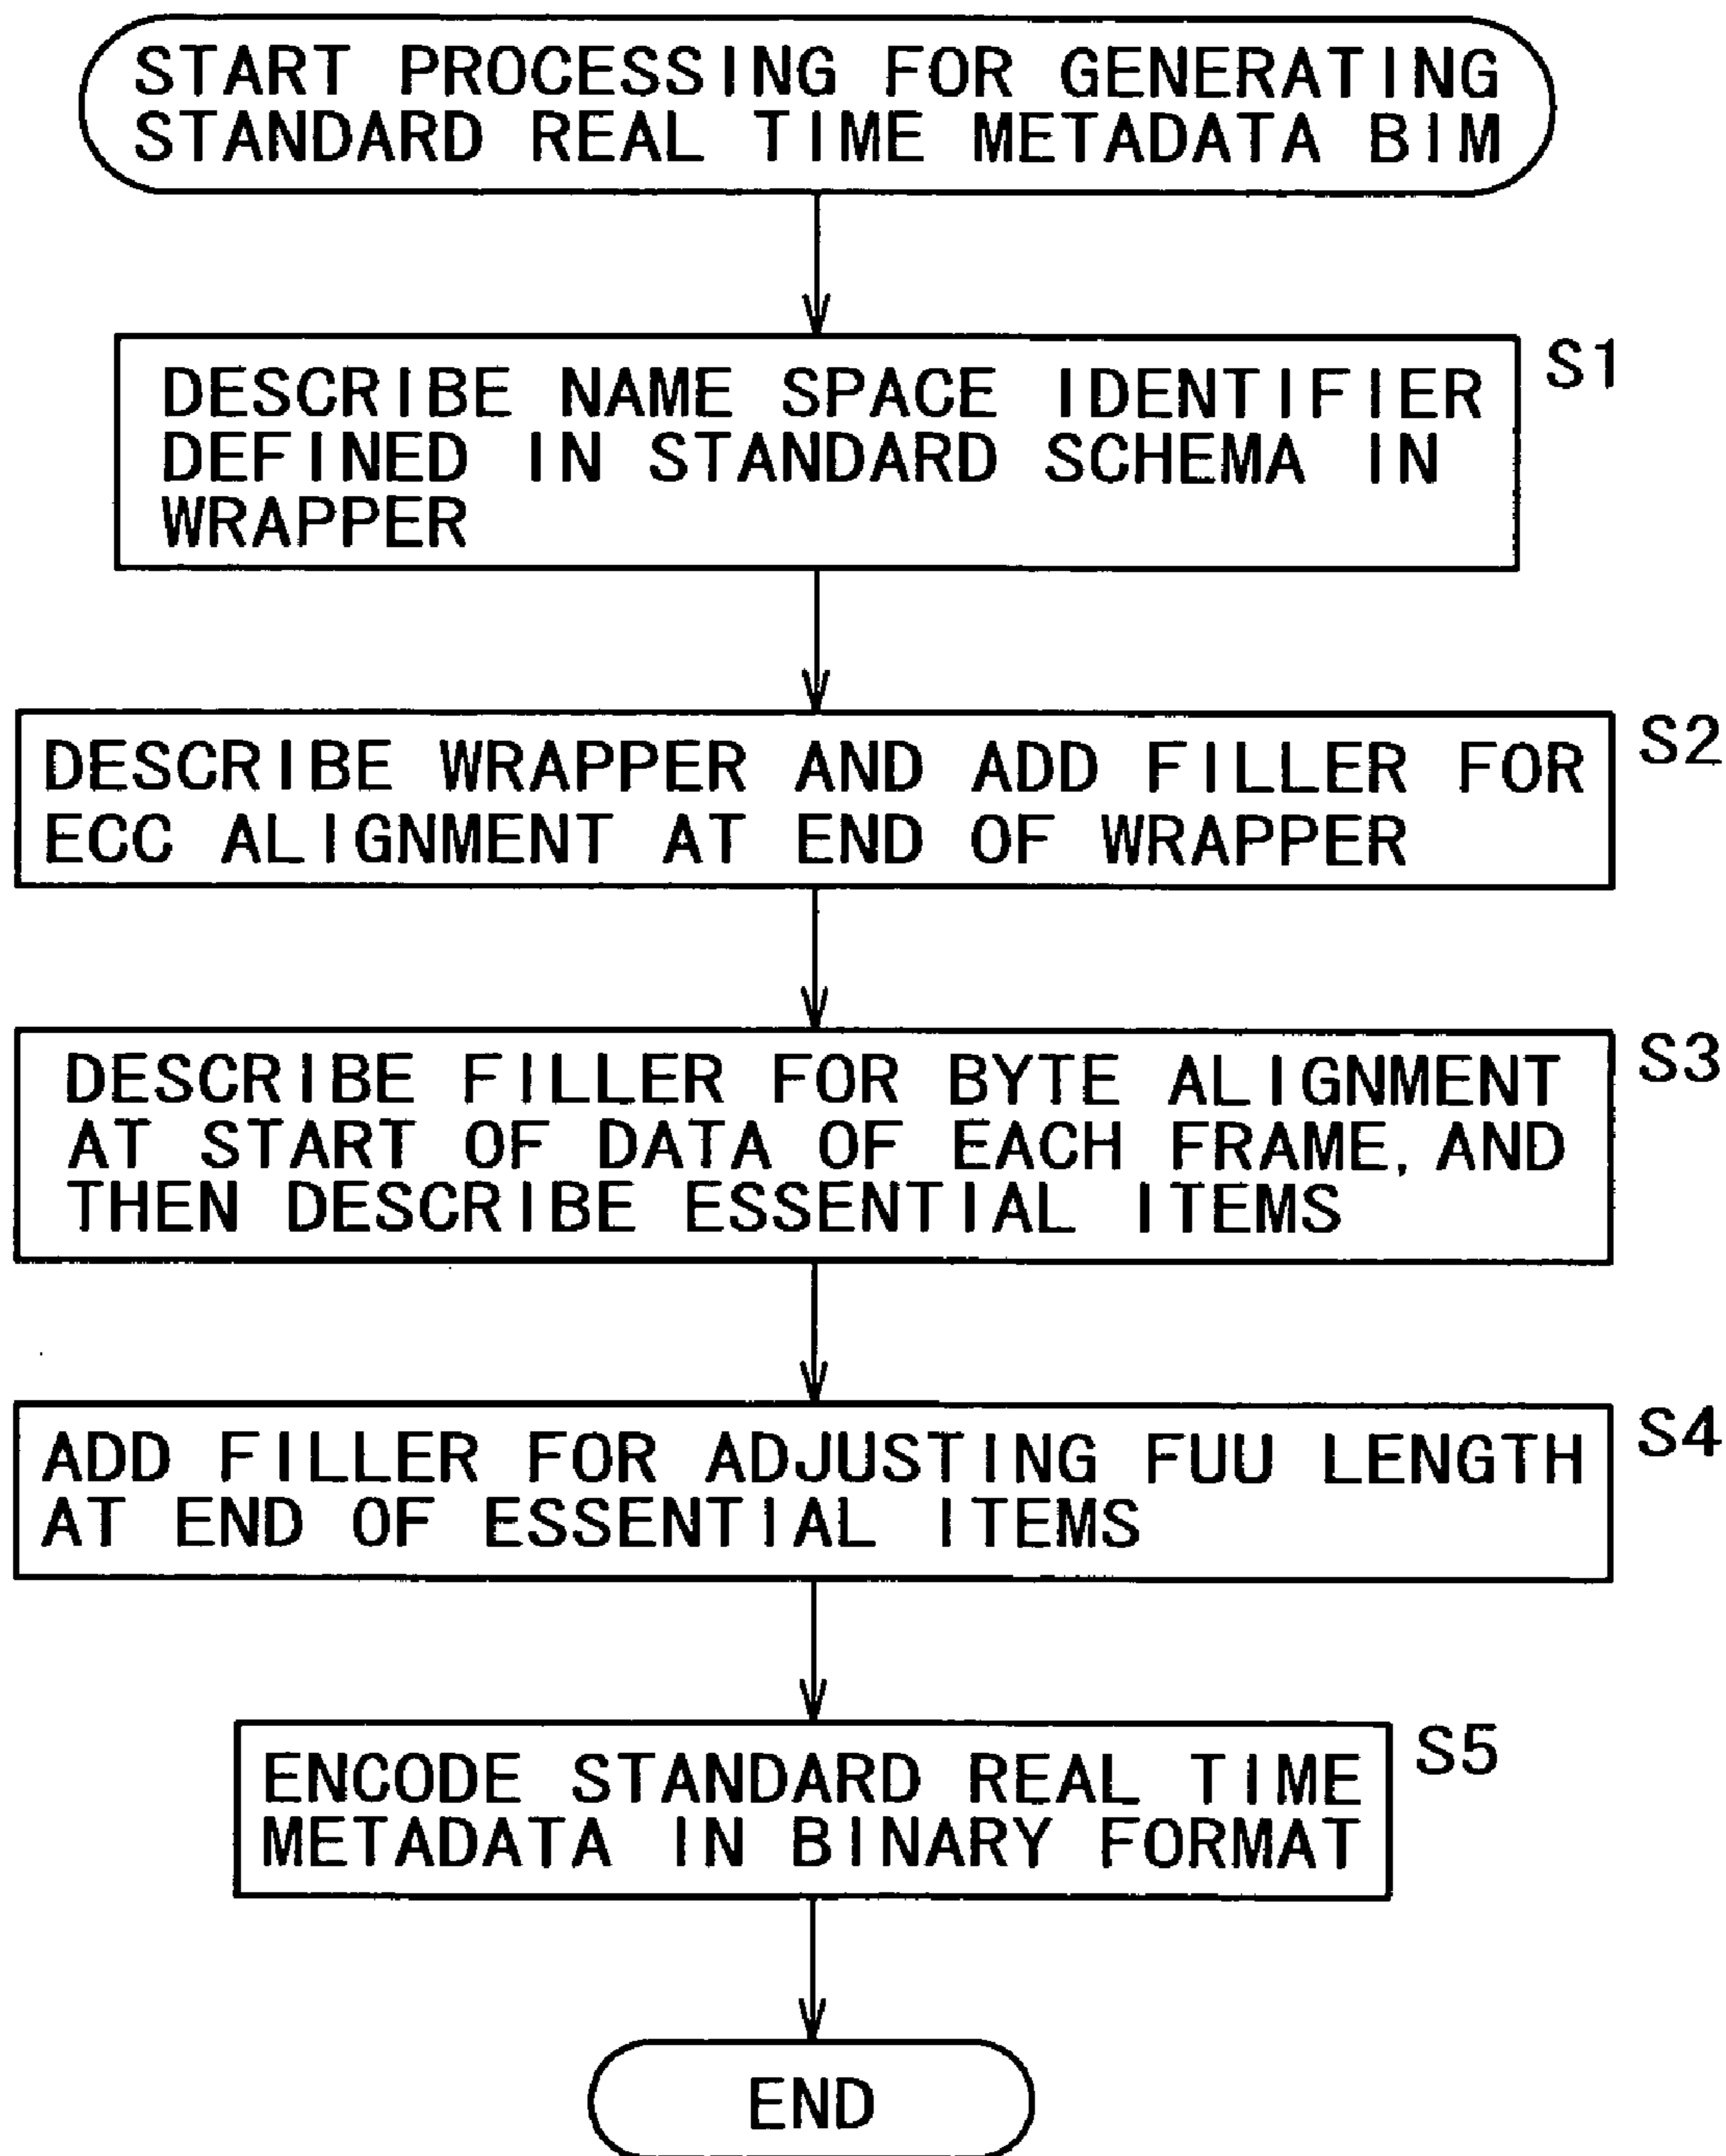 START PROCESSING FOR GENERATING
STANDARD REAL TIME METADATA BIM
S1
DESCRIBE NAME SPACE IDENTIFIER
DEFINED IN STANDARD SCHEMA IN
WRAPPER
S2
DESCRIBE WRAPPER AND ADD FILLER FOR
ECC ALIGNMENT AT END OF WRAPPER
S3
DESCRIBE FILLER FOR BYTE ALIGNMENT
AT START OF DATA OF EACH FRAME, AND
THEN DESCRIBE ESSENTIAL ITEMS
S4
ADD FILLER FOR ADJUSTING FUU LENGTH
AT END OF ESSENTIAL ITEMS
S5
ENCODE STANDARD REAL TIME
METADATA IN BINARY FORMAT
END